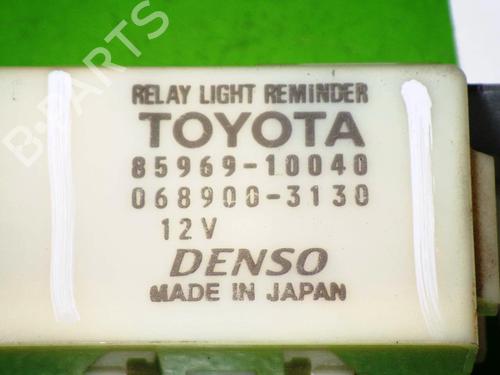 RELAY LIGHT REMINDER
TOYOTA
85969-10040
068900-3130
12V
DENSO
MADE IN JAPAN
B-PARTS